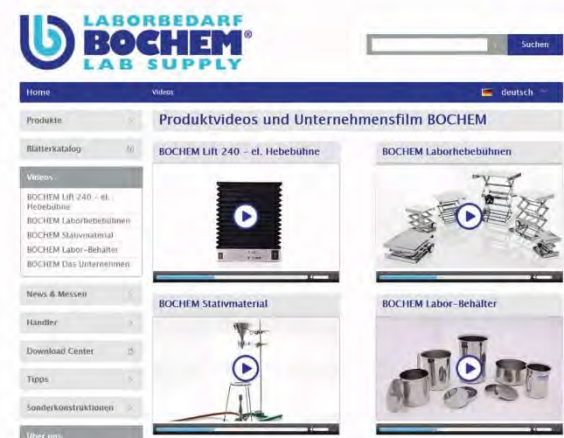 LABORBEDARF
BOCHEM®
LAB SUPPLY
Suchen
Home
Videos
deutsch
Produkte
Blätterkatalog
Videos
BOCHEM Lift 240 - el.
Hebebühne
BOCHEM Laborhebebühnen
BOCHEM Stativmaterial
BOCHEM Labor-Behälter
BOCHEM Das Unternehmen
News & Messen
Händler
Download Center
Tipps
Sonderkonstruktionen
Über uns
Produktvideos und Unternehmensfilm BOCHEM
BOCHEM Lift 240 - el. Hebebühne
BOCHEM Laborhebebühnen
BOCHEM Stativmaterial
BOCHEM Labor-Behälter